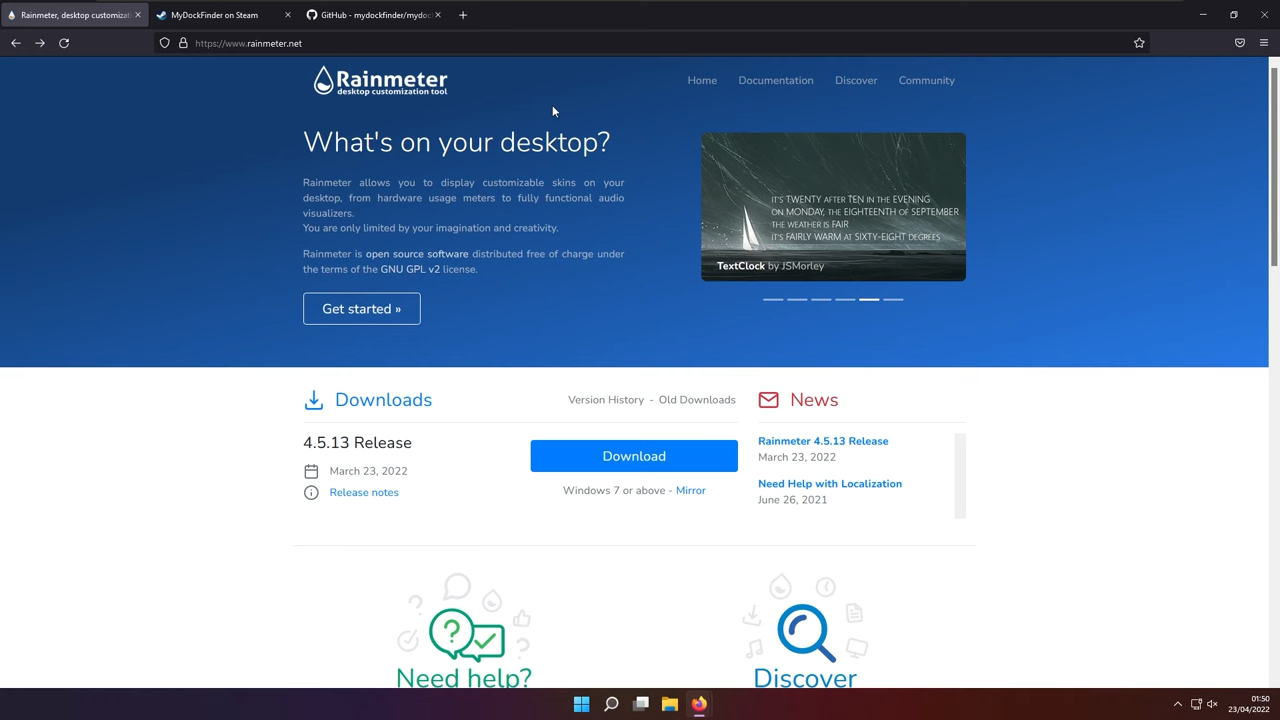 Rainmeter, desktop customizati
MyDockFinder on Steam
GitHub - mydockfinder/mydoc
https://www.rainmeter.net
Rainmeter
desktop customization tool
Home
Documentation
Discover
Community
What's on your desktop?
Rainmeter allows you to display customizable skins on your
desktop, from hardware usage meters to fully functional audio
visualizers.
You are only limited by your imagination and creativity.
Rainmeter is open source software distributed free of charge under
the terms of the GNU GPL v2 license.
Get started »
IT'S TWENTY AFTER TEN IN THE EVENING
ON MONDAY, THE EIGHTEENTH OF SEPTEMBER
THE WEATHER IS FAIR
IT'S FAIRLY WARM AT SIXTY-EIGHT DEGREES
TextClock by JSMorley
Downloads
Version History - Old Downloads
4.5.13 Release
March 23, 2022
Release notes
Download
Windows 7 or above - Mirror
News
Rainmeter 4.5.13 Release
March 23, 2022
Need Help with Localization
June 26, 2021
Need help?
Discover
01:50
23/04/2022